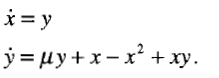 ẋ = y
ẏ = μy + x − x² + xy.